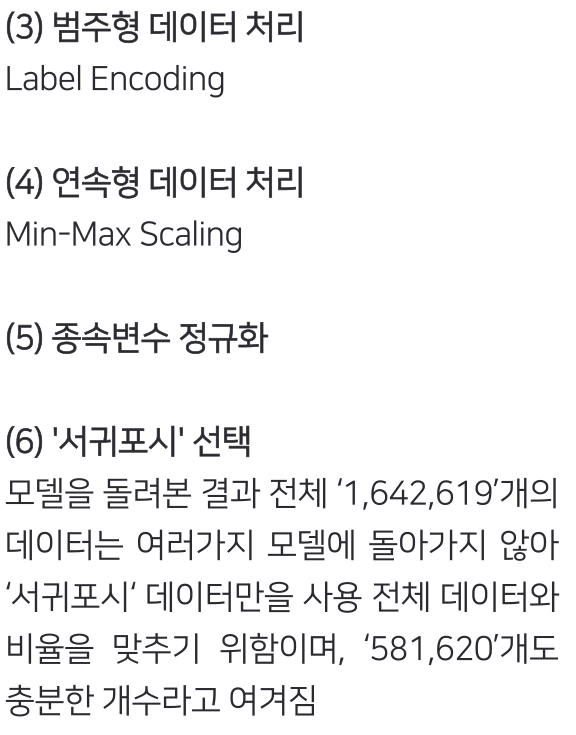 (3) 범주형 데이터 처리
Label Encoding
(4) 연속형 데이터 처리
Min-Max Scaling
(5) 종속변수 정규화
(6) '서귀포시' 선택
모델을 돌려본 결과 전체 ‘1,642,619’개의
데이터는 여러가지 모델에 돌아가지 않아
‘서귀포시‘ 데이터만을 사용 전체 데이터와
비율을 맞추기 위함이며, ‘581,620’개도
충분한 개수라고 여겨짐